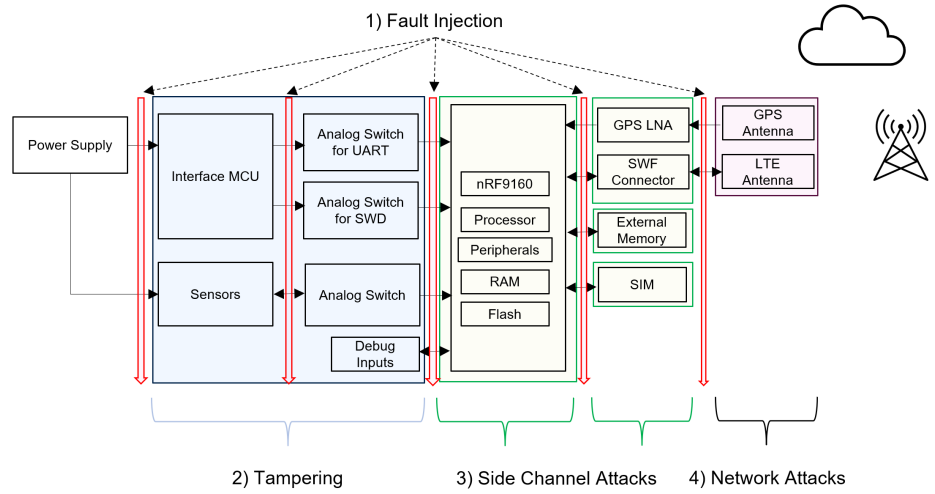 1) Fault Injection
Power Supply
Interface MCU
Analog Switch
for UART
Analog Switch
for SWD
Sensors
Analog Switch
Debug
Inputs
nRF9160
Processor
Peripherals
RAM
Flash
GPS LNA
SWF
Connector
External
Memory
SIM
GPS
Antenna
LTE
Antenna
2) Tampering
3) Side Channel Attacks
4) Network Attacks